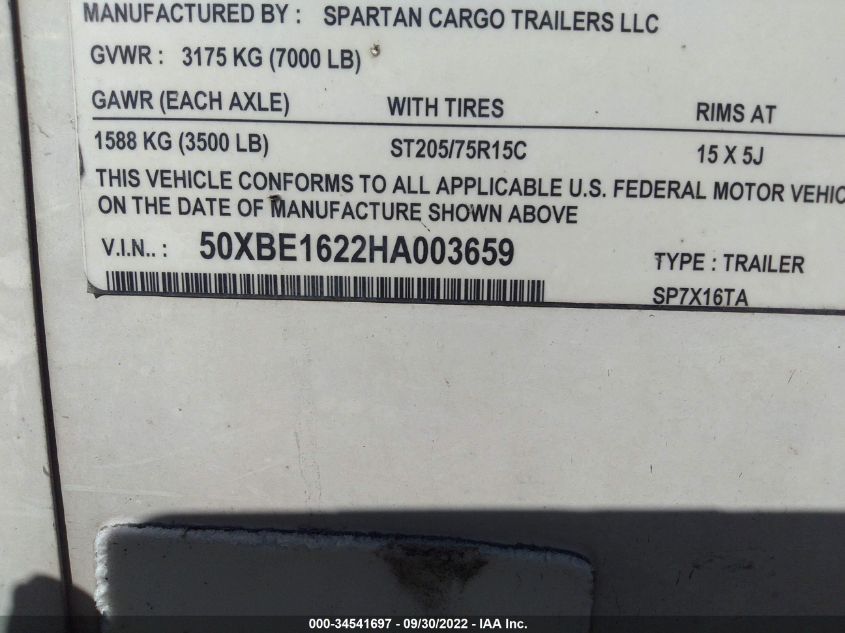 MANUFACTURED BY : SPARTAN CARGO TRAILERS LLC
GVWR : 3175 KG (7000 LB)
GAWR (EACH AXLE) WITH TIRES RIMS AT
1588 KG (3500 LB) ST205/75R15C 15 X 5J
THIS VEHICLE CONFORMS TO ALL APPLICABLE U.S. FEDERAL MOTOR VEHIC
ON THE DATE OF MANUFACTURE SHOWN ABOVE
V.I.N.. : 50XBE1622HA003659 TYPE : TRAILER
SP7X16TA
000-34541697 - 09/30/2022 - IAA Inc.